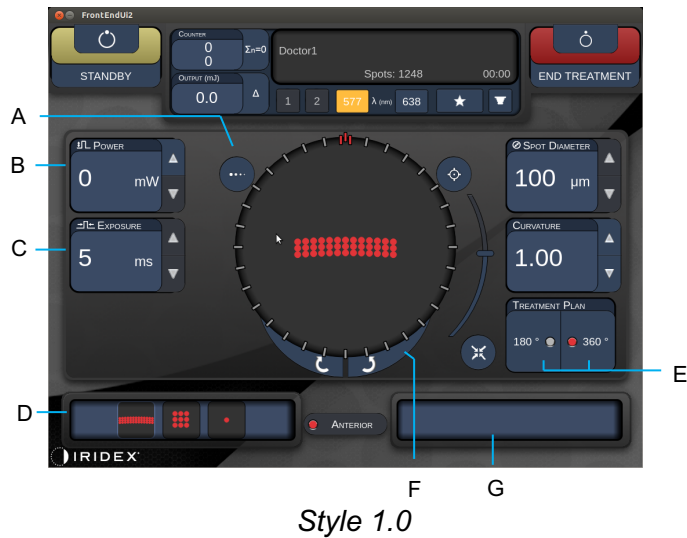 FrontEndUi2
STANDBY
COUNTER
0
0
Σn=0
OUTPUT (mJ)
0.0
Δ
Doctor1
Spots: 1248
00:00
1 2 577 λ (nm) 638
END TREATMENT
A
B
POWER
0 mW
C
EXPOSURE
5 ms
SPOT DIAMETER
100 µm
CURVATURE
1.00
TREATMENT PLAN
180 ° 360 °
E
D
ANTERIOR
IRIDEX
F
G
Style 1.0